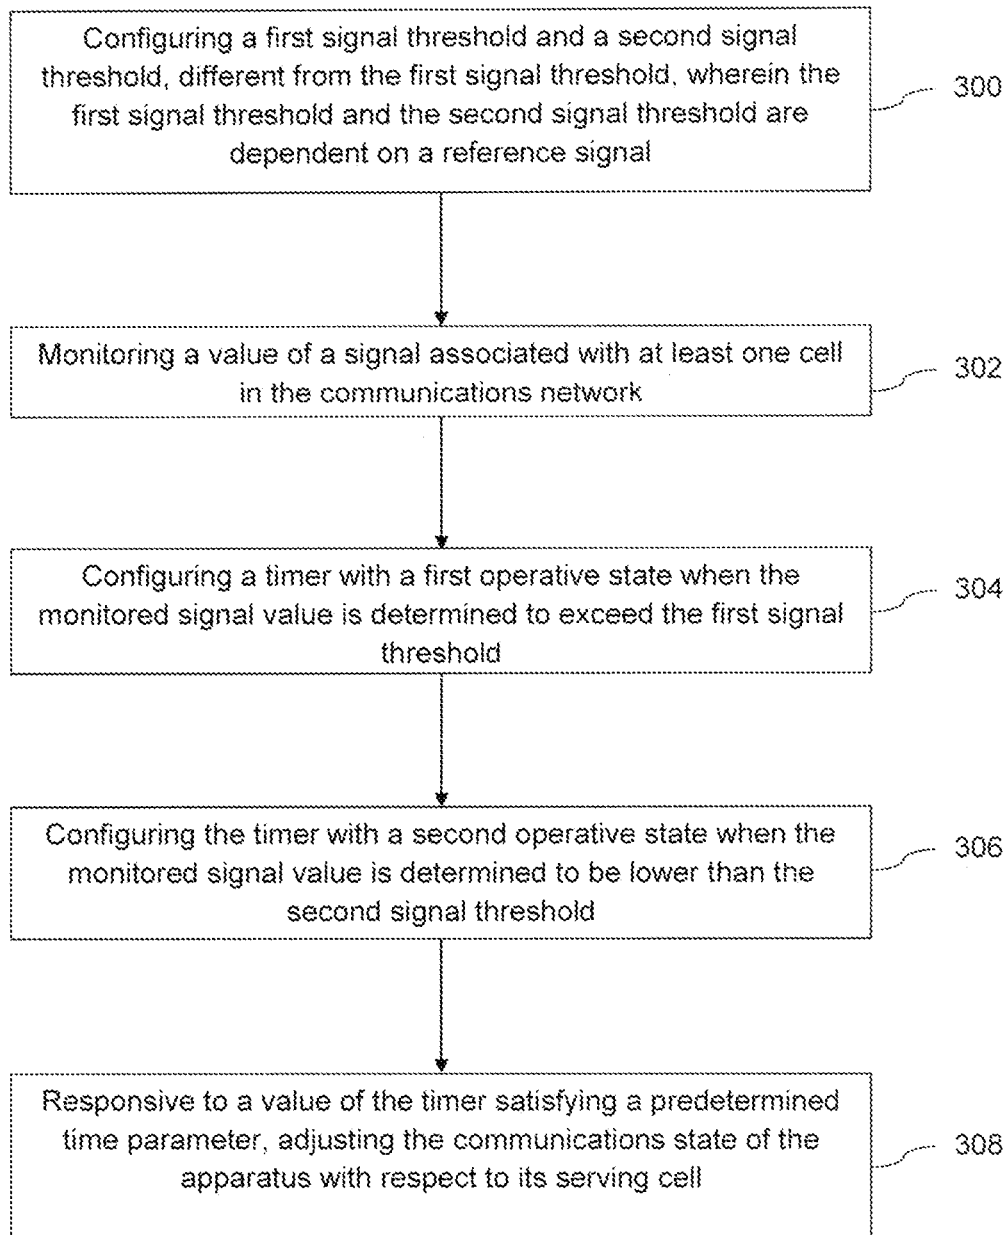 Configuring a first signal threshold and a second signal
threshold, different from the first signal threshold, wherein the
first signal threshold and the second signal threshold are
dependent on a reference signal
300
Monitoring a value of a signal associated with at least one cell
in the communications network
302
Configuring a timer with a first operative state when the
monitored signal value is determined to exceed the first signal
threshold
304
Configuring the timer with a second operative state when the
monitored signal value is determined to be lower than the
second signal threshold
306
Responsive to a value of the timer satisfying a predetermined
time parameter, adjusting the communications state of the
apparatus with respect to its serving cell
308